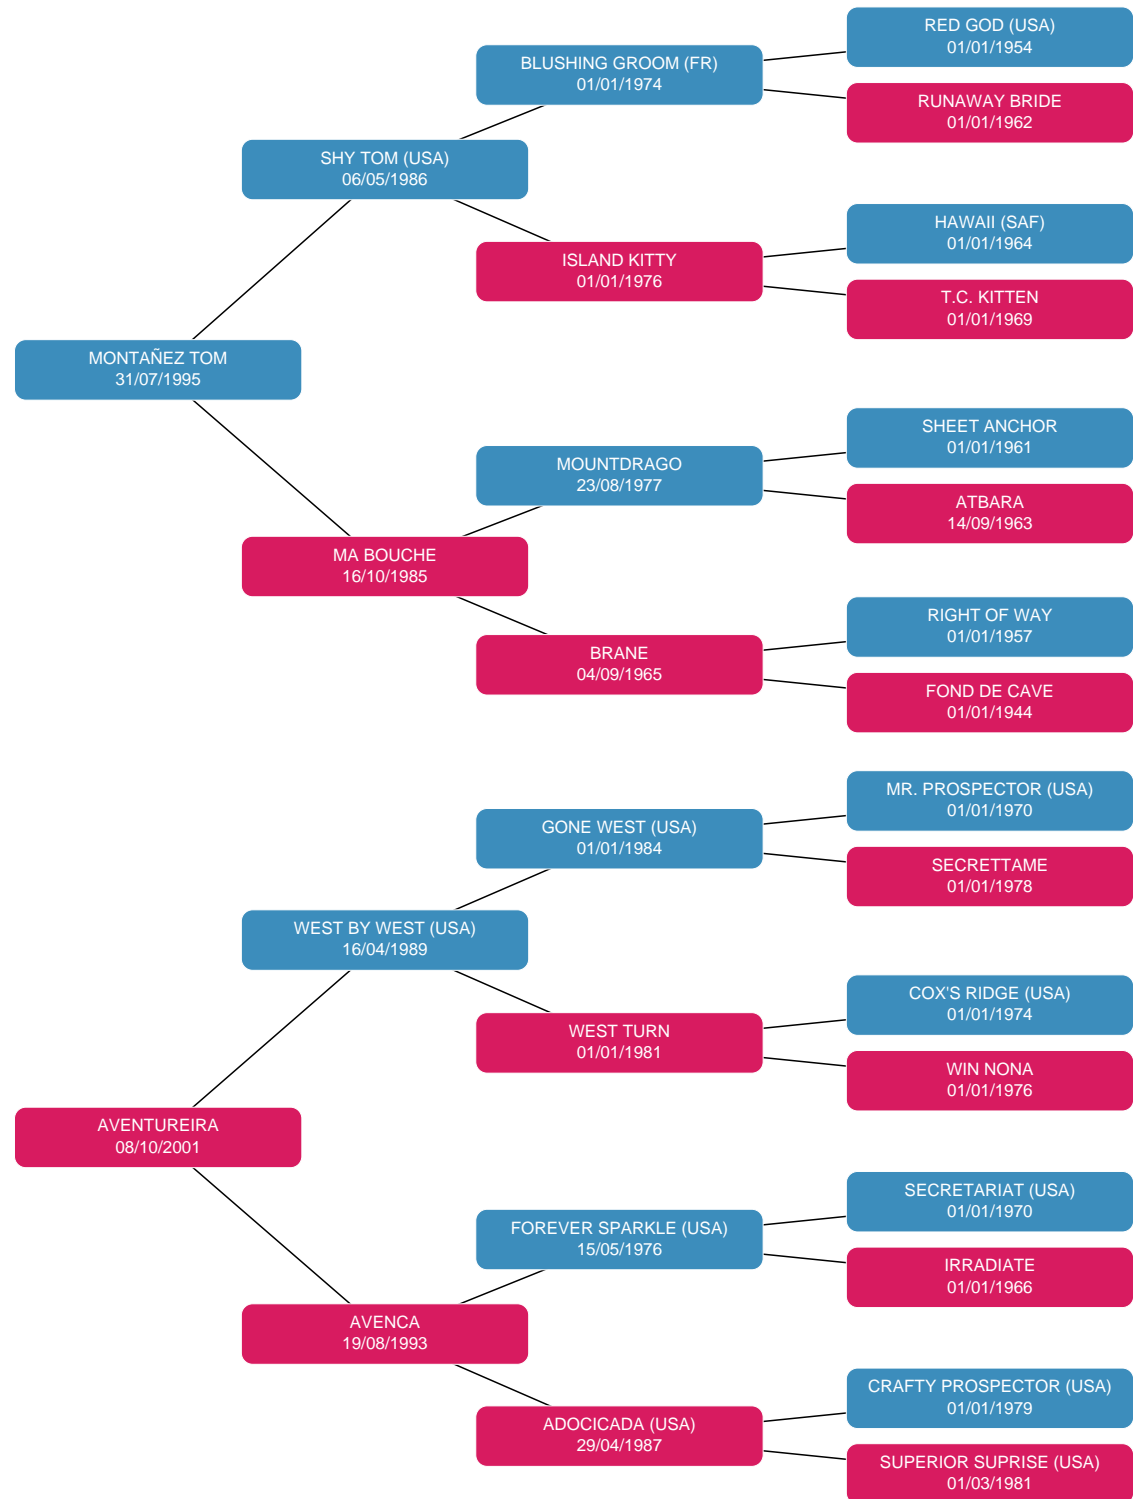 RED GOD (USA)
01/01/1954
BLUSHING GROOM (FR)
01/01/1974
RUNAWAY BRIDE
01/01/1962
SHY TOM (USA)
06/05/1986
HAWAII (SAF)
01/01/1964
ISLAND KITTY
01/01/1976
T.C. KITTEN
01/01/1969
MONTAÑEZ TOM
31/07/1995
SHEET ANCHOR
01/01/1961
MOUNTDRAGO
23/08/1977
ATBARA
14/09/1963
MA BOUCHE
16/10/1985
RIGHT OF WAY
01/01/1957
BRANE
04/09/1965
FOND DE CAVE
01/01/1944
MR. PROSPECTOR (USA)
01/01/1970
GONE WEST (USA)
01/01/1984
SECRETTAME
01/01/1978
WEST BY WEST (USA)
16/04/1989
COX'S RIDGE (USA)
01/01/1974
WEST TURN
01/01/1981
WIN NONA
01/01/1976
AVENTUREIRA
08/10/2001
SECRETARIAT (USA)
01/01/1970
FOREVER SPARKLE (USA)
15/05/1976
IRRADIATE
01/01/1966
AVENCA
19/08/1993
CRAFTY PROSPECTOR (USA)
01/01/1979
ADOCICADA (USA)
29/04/1987
SUPERIOR SUPRISE (USA)
01/03/1981